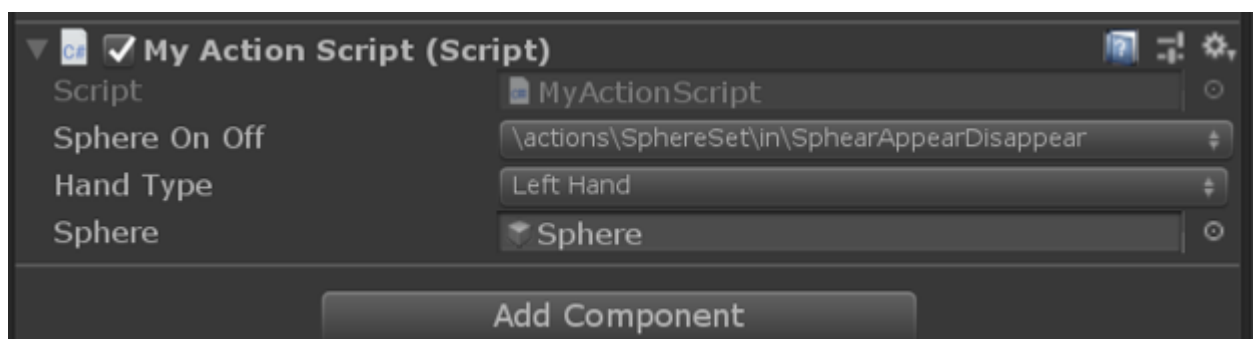 My Action Script (Script)
Script MyActionScript
Sphere On Off \actions\SphereSet\in\SphearAppearDisappear
Hand Type Left Hand
Sphere Sphere
Add Component